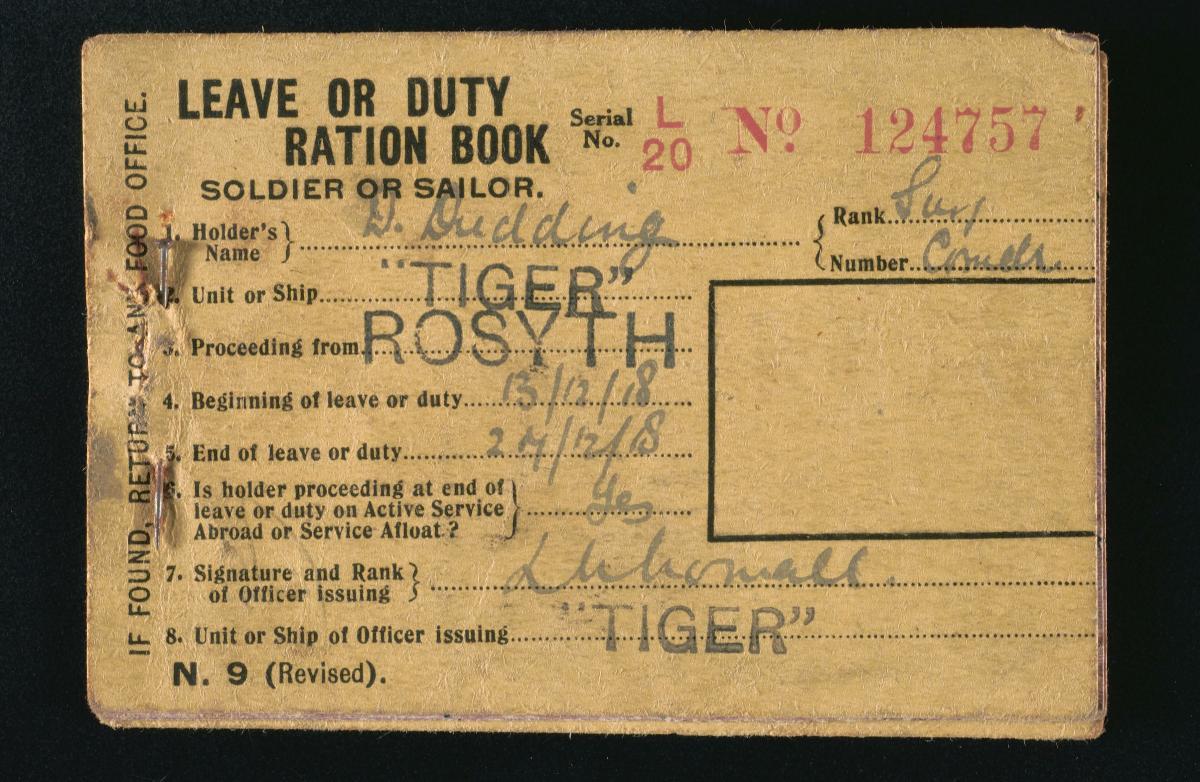 LEAVE OR DUTY
RATION BOOK
SOLDIER OR SAILOR.
Serial No. L 20 Nº 124757
IF FOUND, RETURN TO ANY FOOD OFFICE.
1. Holder's Name D. Dudding
Rank Surg
Number Comdr.
2. Unit or Ship "TIGER"
3. Proceeding from ROSYTH
4. Beginning of leave or duty 13/12/18
5. End of leave or duty 27/12/18
6. Is holder proceeding at end of
leave or duty on Active Service
Abroad or Service Afloat? Yes
7. Signature and Rank
of Officer issuing
8. Unit or Ship of Officer issuing "TIGER"
N. 9 (Revised).